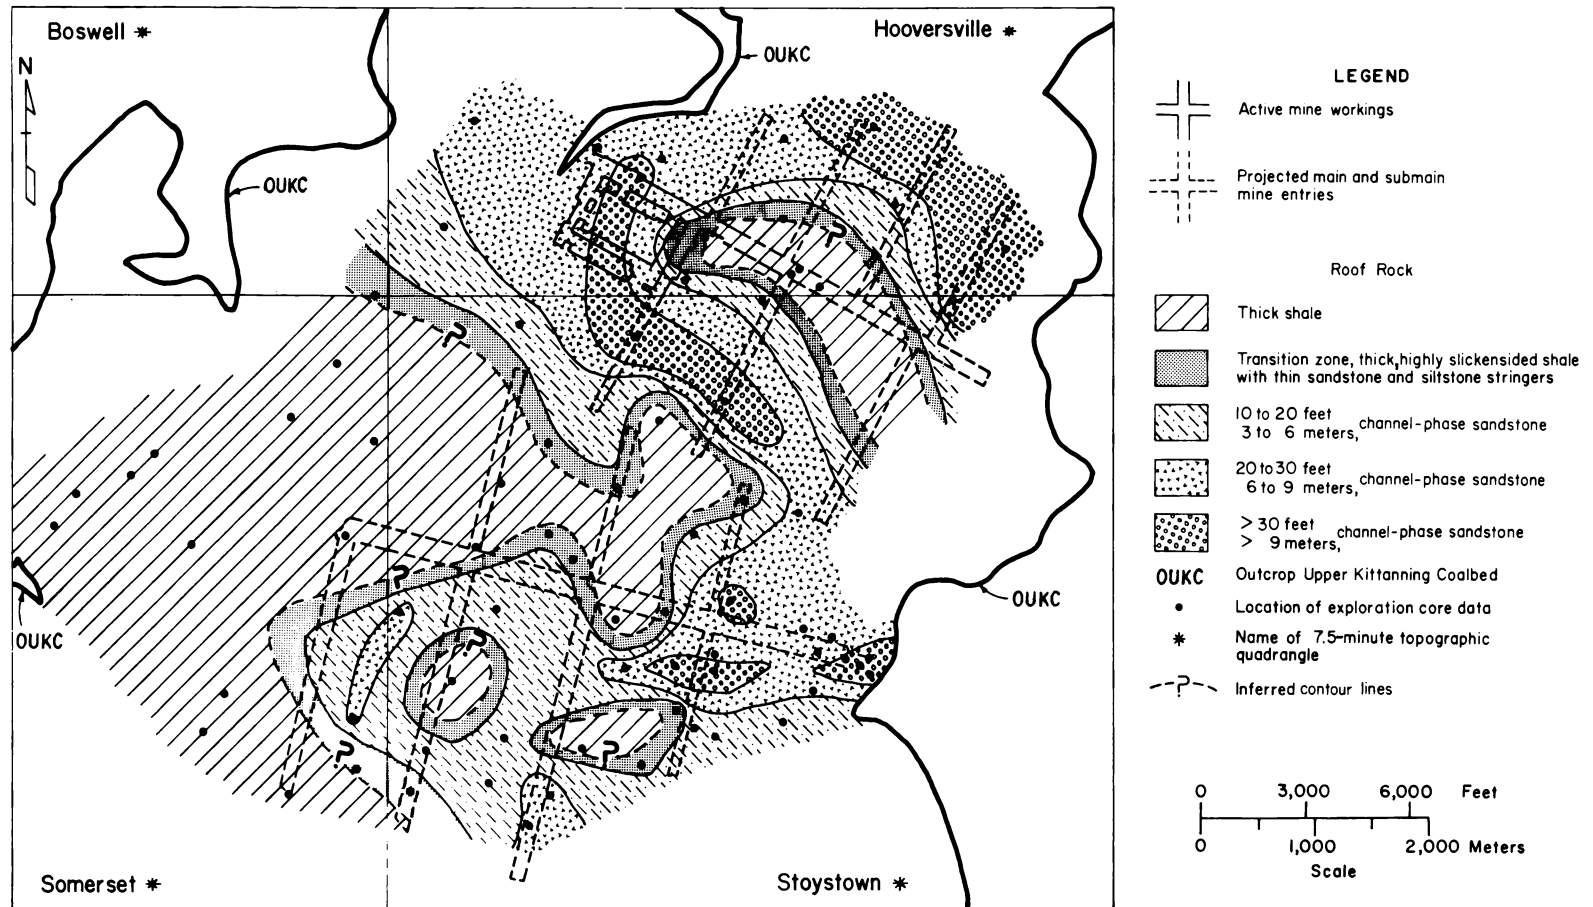 Boswell *
Hooversville *
N
OUKC
OUKC
OUKC
OUKC
?
?
?
?
?
?
Somerset *
Stoystown *
LEGEND
Active mine workings
Projected main and submain
mine entries
Roof Rock
Thick shale
Transition zone, thick, highly slickensided shale
with thin sandstone and siltstone stringers
10 to 20 feet
3 to 6 meters, channel-phase sandstone
20 to 30 feet
6 to 9 meters, channel-phase sandstone
> 30 feet
> 9 meters, channel-phase sandstone
OUKC Outcrop Upper Kittanning Coalbed
• Location of exploration core data
* Name of 7.5-minute topographic
quadrangle
? Inferred contour lines
0 3,000 6,000 Feet
0 1,000 2,000 Meters
Scale